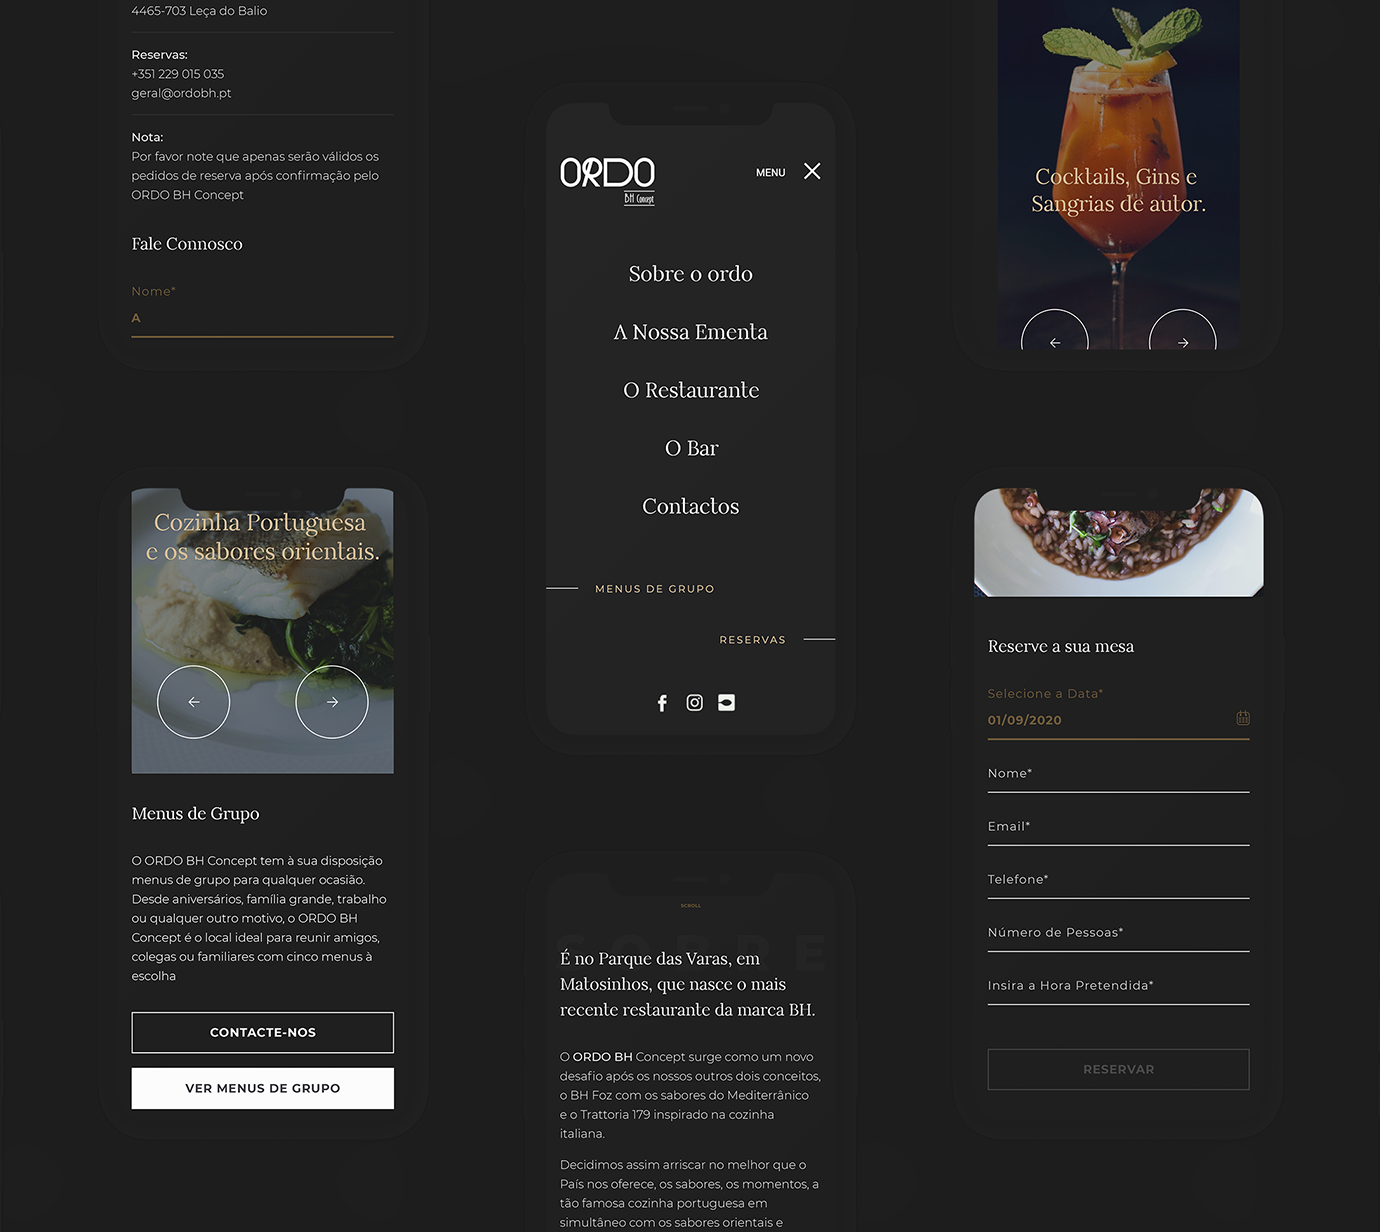 4465-703 Leça do Balio
Reservas:
+351 229 015 035
geral@ordobh.pt
Nota:
Por favor note que apenas serão válidos os
pedidos de reserva após confirmação pelo
ORDO BH Concept
Fale Connosco
Nome*
A
Cozinha Portuguesa
e os sabores orientais.
Menus de Grupo
O ORDO BH Concept tem à sua disposição
menus de grupo para qualquer ocasião.
Desde aniversários, família grande, trabalho
ou qualquer outro motivo, o ORDO BH
Concept é o local ideal para reunir amigos,
colegas ou familiares com cinco menus à
escolha
CONTACTE-NOS
VER MENUS DE GRUPO
ORDO
BH Concept
MENU
Sobre o ordo
A Nossa Ementa
O Restaurante
O Bar
Contactos
MENUS DE GRUPO
RESERVAS
SCROLL
SOBRE
É no Parque das Varas, em
Matosinhos, que nasce o mais
recente restaurante da marca BH.
O ORDO BH Concept surge como um novo
desafio após os nossos outros dois conceitos,
o BH Foz com os sabores do Mediterrânico
e o Trattoria 179 inspirado na cozinha
italiana.
Decidimos assim arriscar no melhor que o
País nos oferece, os sabores, os momentos, a
tão famosa cozinha portuguesa em
simultâneo com os sabores orientais e
Cocktails, Gins e
Sangrias de autor.
Reserve a sua mesa
Selecione a Data*
01/09/2020
Nome*
Email*
Telefone*
Número de Pessoas*
Insira a Hora Pretendida*
RESERVAR